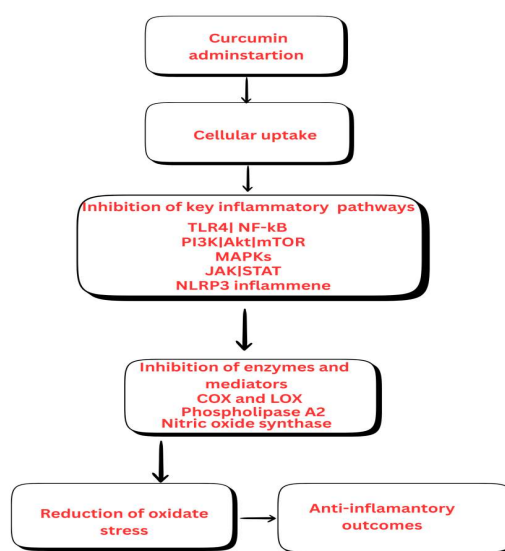 Curcumin
adminstartion
Cellular uptake
Inhibition of key inflammatory pathways
TLR4| NF-kB
PI3K|Akt|mTOR
MAPKs
JAK|STAT
NLRP3 inflammene
Inhibition of enzymes and
mediators
COX and LOX
Phospholipase A2
Nitric oxide synthase
Reduction of oxidate
stress
Anti-inflamantory
outcomes